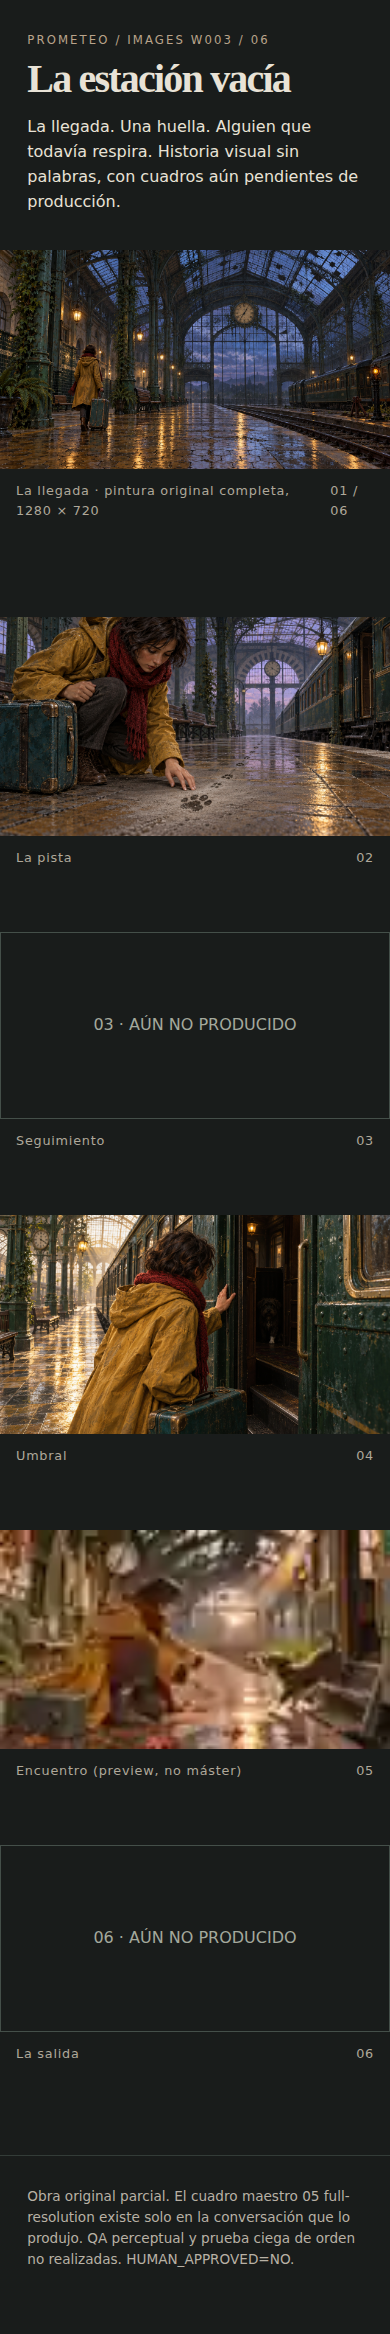 PROMETEO / IMAGES W003 / 06
La estación vacía
La llegada. Una huella. Alguien que
todavía respira. Historia visual sin
palabras, con cuadros aún pendientes de
producción.
La llegada · pintura original completa,
1280 × 720
01 /
06
La pista
02
03 · AÚN NO PRODUCIDO
Seguimiento
03
Umbral
04
Encuentro (preview, no máster)
05
06 · AÚN NO PRODUCIDO
La salida
06
Obra original parcial. El cuadro maestro 05 full-
resolution existe solo en la conversación que lo
produjo. QA perceptual y prueba ciega de orden
no realizadas. HUMAN_APPROVED=NO.